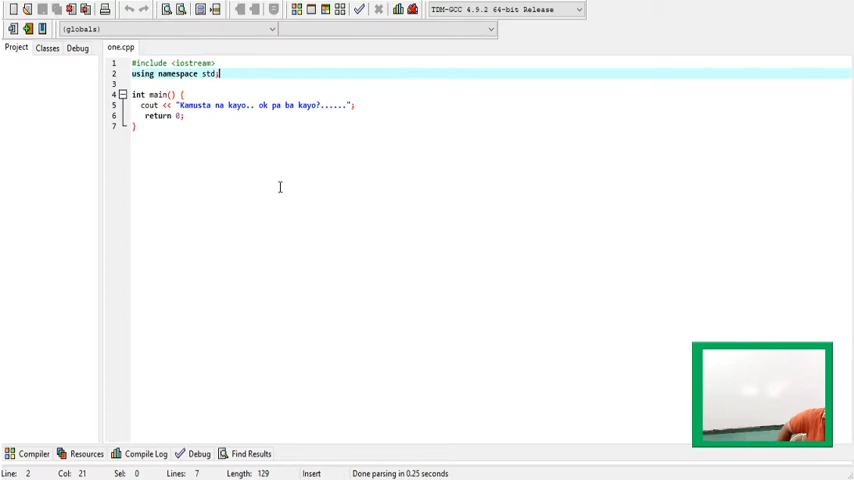 TDM-GCC 4.9.2 64-bit Release
(globals)
Project Classes Debug one.cpp
1 #include <iostream>
2 using namespace std;
3
4 int main() {
5 cout << "Kamusta na kayo.. ok pa ba kayo?......";
6 return 0;
7 }
Compiler Resources Compile Log Debug Find Results
Line: 2 Col: 21 Sel: 0 Lines: 7 Length: 129 Insert Done parsing in 0.25 seconds